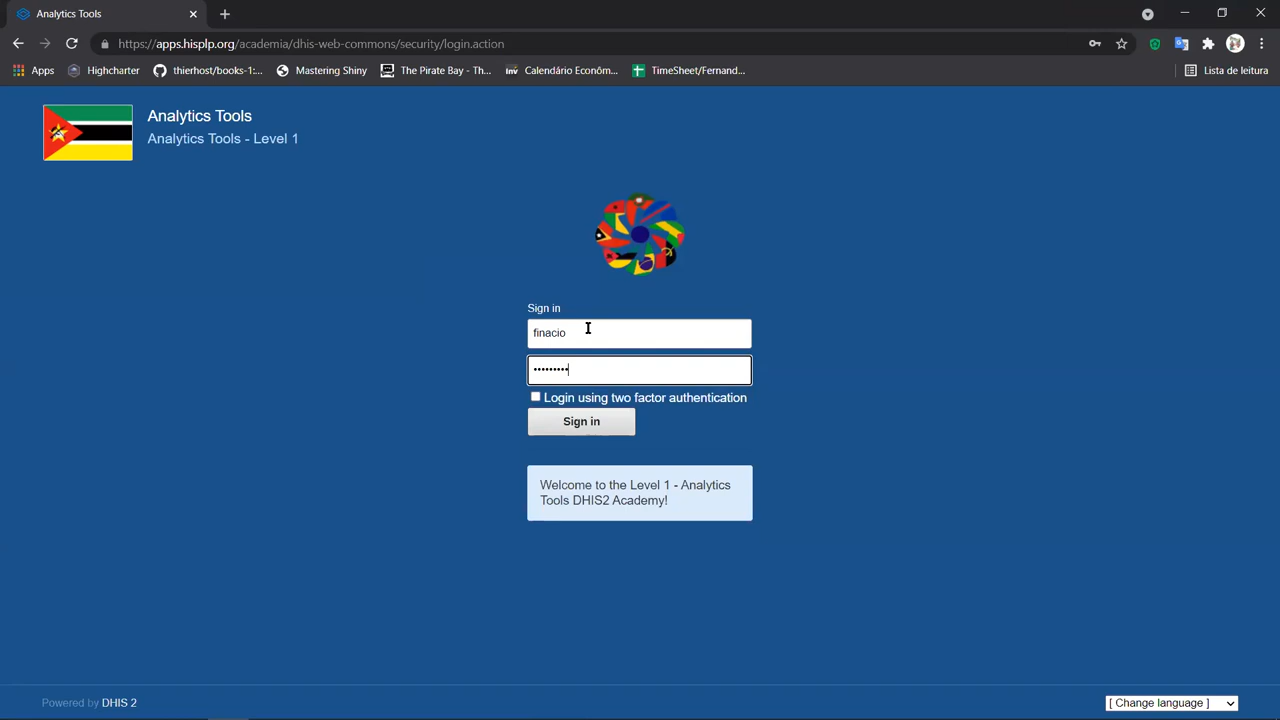 Analytics Tools
https://apps.hisplp.org/academia/dhis-web-commons/security/login.action
Apps
Highcharter
thierhost/books-1:...
Mastering Shiny
The Pirate Bay - Th...
inv
Calendário Econôm...
TimeSheet/Fernand...
Lista de leitura
Analytics Tools
Analytics Tools - Level 1
Sign in
finacio
•••••••••
Login using two factor authentication
Sign in
Welcome to the Level 1 - Analytics
Tools DHIS2 Academy!
Powered by DHIS 2
[ Change language ]